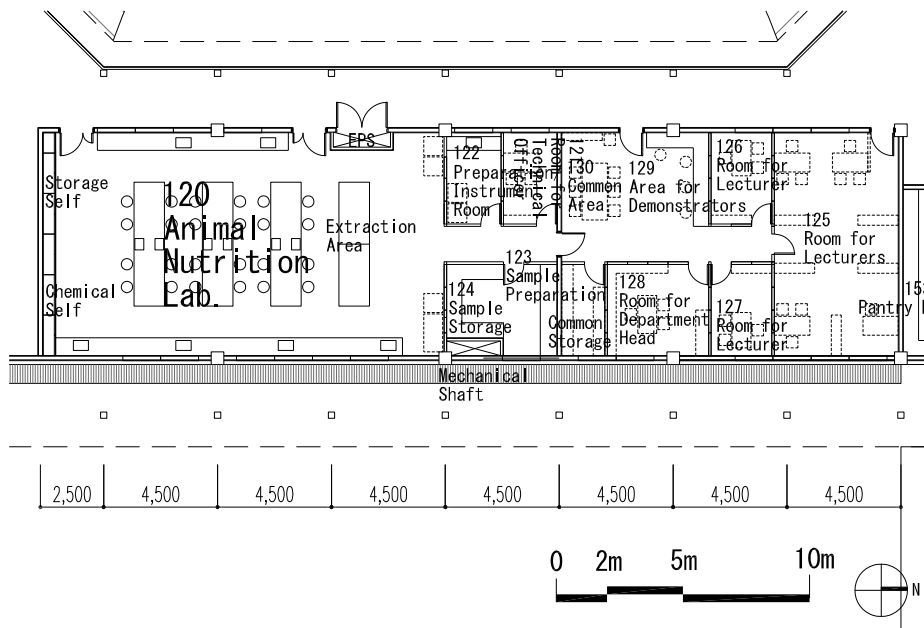 EPS
Storage
Self
120
Animal
Nutrition
Lab.
Extraction
Area
Chemical
Self
122
Preparation
Instrument
Room
121
Room for
Technical
Officer
130
Common
Area
129
Area for
Demonstrators
126
Room for
Lecturer
125
Room for
Lecturers
123
Sample
Preparation
124
Sample
Storage
Common
Storage
128
Room for
Department
Head
127
Room for
Lecturer
Pantry
Mechanical
Shaft
2,500 4,500 4,500 4,500 4,500 4,500 4,500 4,500
0 2m 5m 10m
N